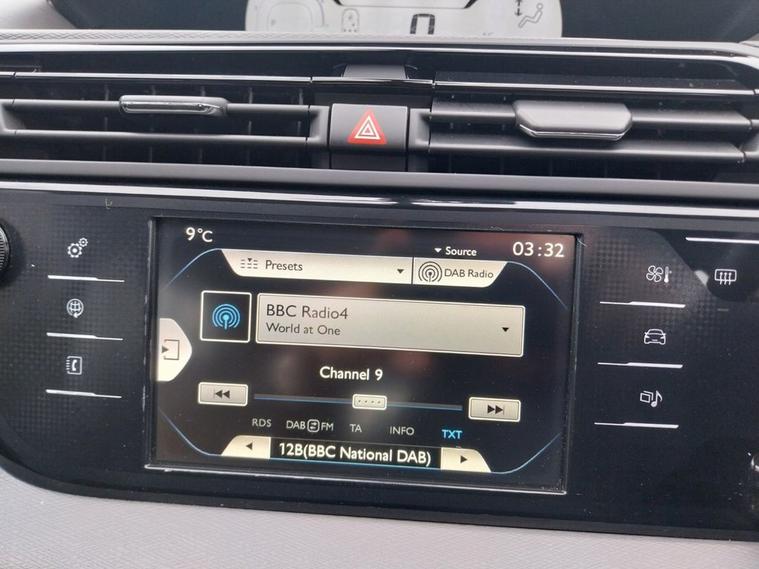 0
9°C
Source
03:32
Presets
DAB Radio
BBC Radio4
World at One
Channel 9
RDS
DAB FM
TA
INFO
TXT
12B(BBC National DAB)